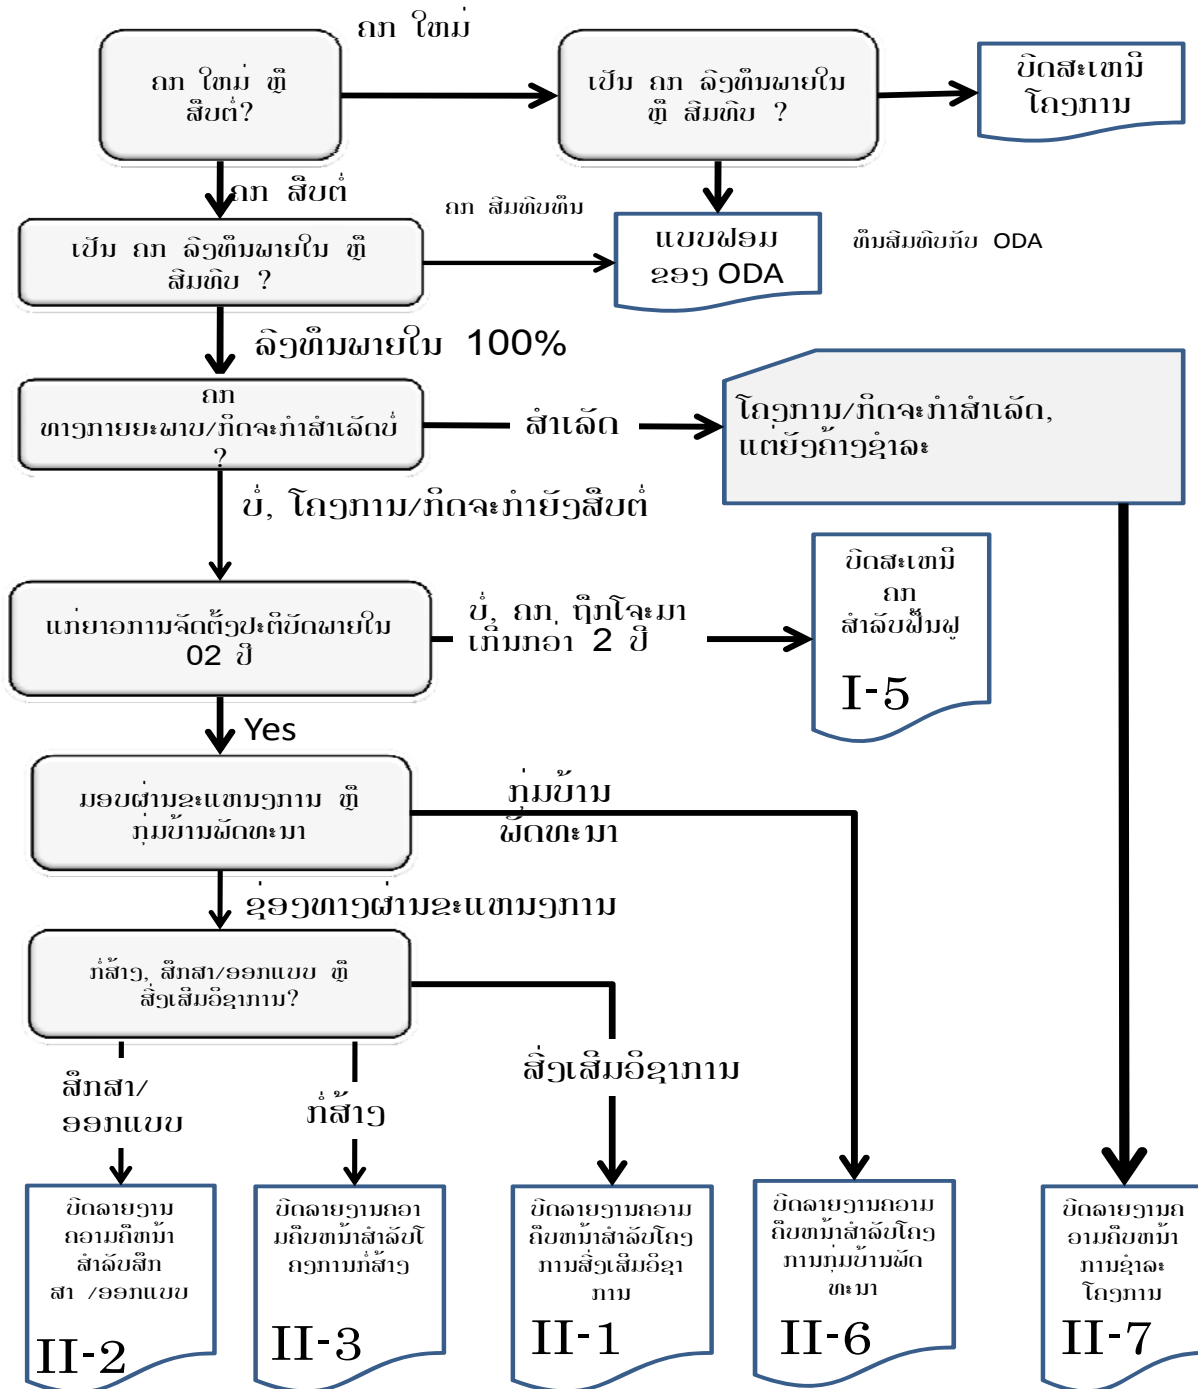 ຄກ ໃຫມ່
ຄກ ໃຫມ່ ຫຼື
ສືບຕໍ່?
ເປັນ ຄກ ລົງທຶນພາຍໃນ
ຫຼື ສົມທົບ ?
ບົດສະເຫນີ
ໂຄງການ
ຄກ ສືບຕໍ່
ຄກ ສົມທົບທຶນ
ເປັນ ຄກ ລົງທຶນພາຍໃນ ຫຼື
ສົມທົບ ?
ແບບຟອມ
ຂອງ ODA
ທຶນສົມທົບກັບ ODA
ລົງທຶນພາຍໃນ 100%
ຄກ
ທາງກາຍຍະພາບ/ກິດຈະກຳສຳເລັດບໍ່
?
ສຳເລັດ
ໂຄງການ/ກິດຈະກຳສຳເລັດ,
ແຕ່ຍັງຄ້າງຊຳລະ
ບໍ່, ໂຄງການ/ກິດຈະກຳຍັງສືບຕໍ່
ແກ່ຍາວການຈັດຕັ້ງປະຕິບັດພາຍໃນ
02 ປີ
ບໍ່, ຄກ ຖືກໂຈະມາ
ເກີນກວ່າ 2 ປີ
ບົດສະເຫນີ
ຄກ
ສຳລັບຟື້ນຟູ
I-5
Yes
ມອບຜ່ານຂະແຫນງການ ຫຼື
ກຸ່ມບ້ານພັດທະນາ
ກຸ່ມບ້ານ
ພັດທະນາ
ຊ່ອງທາງຜ່ານຂະແຫນງການ
ກໍ່ສ້າງ, ສຶກສາ/ອອກແບບ ຫຼື
ສົ່ງເສີມວິຊາການ?
ສຶກສາ/
ອອກແບບ
ກໍ່ສ້າງ
ສົ່ງເສີມວິຊາການ
ບົດລາຍງານ
ຄວາມຄືຫນ້າ
ສຳລັບສຶກ
ສາ /ອອກແບບ
II-2
ບົດລາຍງານຄວາ
ມຄືບຫນ້າສຳລັບໂ
ຄງການກໍ່ສ້າງ
II-3
ບົດລາຍງານຄວາມ
ຄືບຫນ້າສຳລັບໂຄງ
ການສົ່ງເສີມວິຊາ
ການ
II-1
ບົດລາຍງານຄວາມ
ຄືບຫນ້າສຳລັບໂຄງ
ການກຸ່ມບ້ານພັດ
ທະນາ
II-6
ບົດລາຍງານຄ
ວາມຄືບຫນ້າ
ການຊຳລະ
ໂຄງການ
II-7